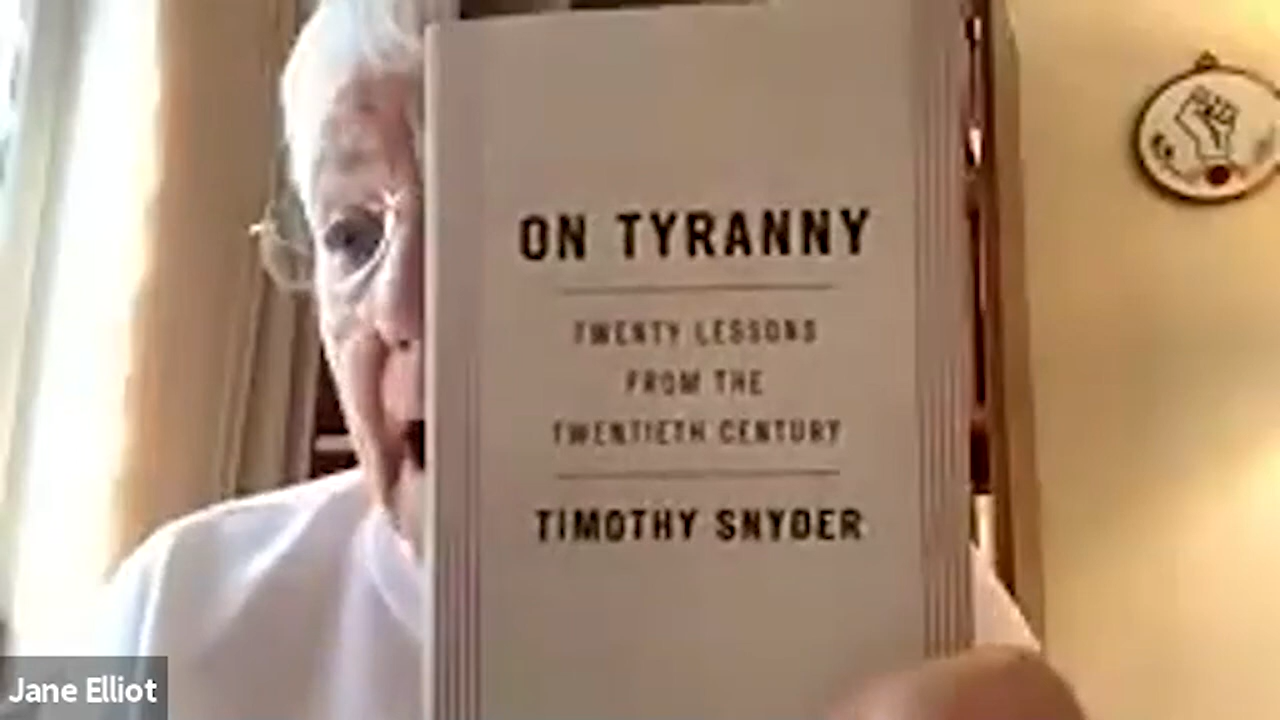 ON TYRANNY
TWENTY LESSONS
FROM THE
TWENTIETH CENTURY
TIMOTHY SNYDER
Jane Elliot